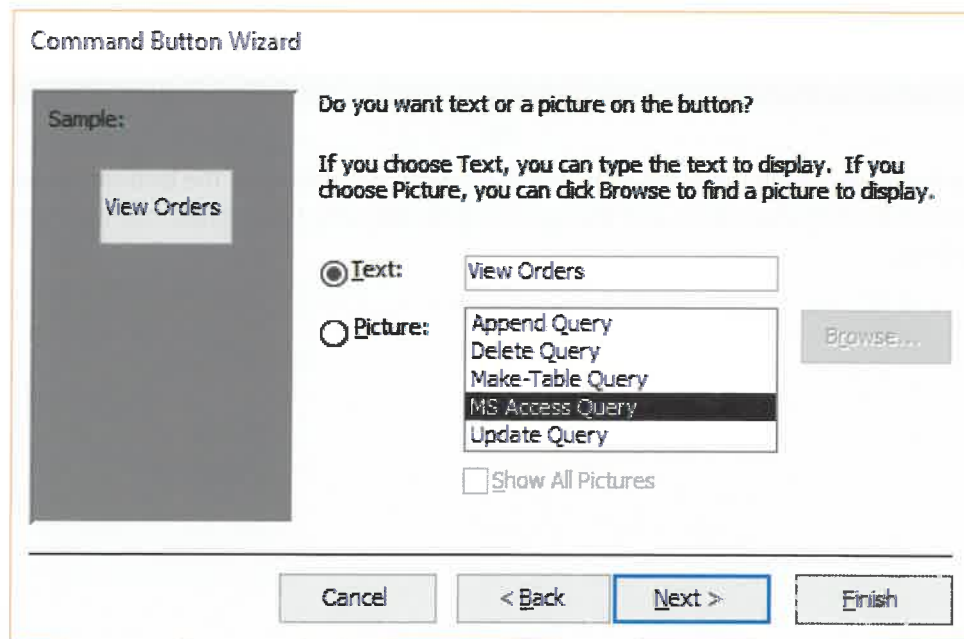 Command Button Wizard
Sample:
View Orders
Do you want text or a picture on the button?
If you choose Text, you can type the text to display. If you
choose Picture, you can click Browse to find a picture to display.
Text:
View Orders
Picture:
Append Query
Delete Query
Make-Table Query
MS Access Query
Update Query
Browse...
Show All Pictures
Cancel
< Back
Next >
Finish